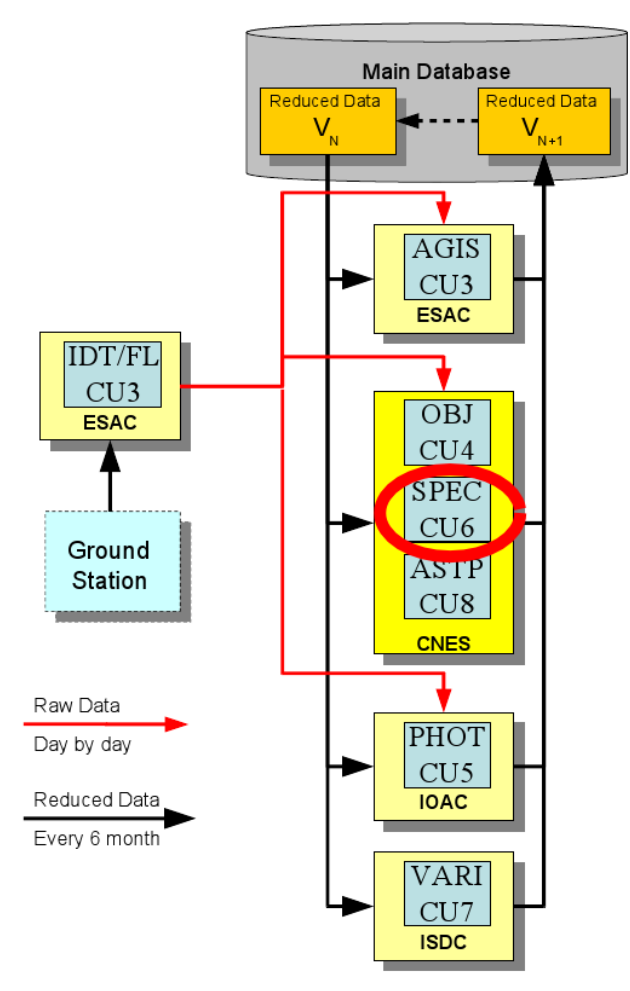 Main Database
Reduced Data
V_N
Reduced Data
V_N+1
AGIS
CU3
ESAC
IDT/FL
CU3
ESAC
OBJ
CU4
SPEC
CU6
ASTP
CU8
CNES
Ground
Station
Raw Data
Day by day
Reduced Data
Every 6 month
PHOT
CU5
IOAC
VARI
CU7
ISDC